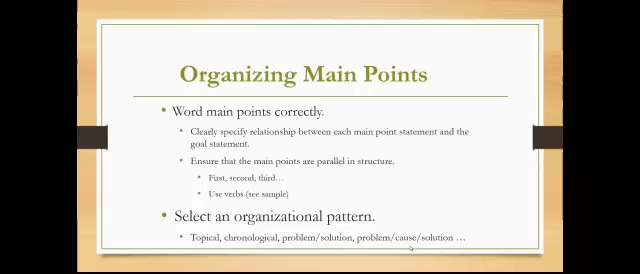 Organizing Main Points
• Word main points correctly.
• Clearly specify relationship between each main point statement and the
goal statement.
• Ensure that the main points are parallel in structure.
• First, second, third…
• Use verbs (see sample)
• Select an organizational pattern.
• Topical, chronological, problem/solution, problem/cause/solution …